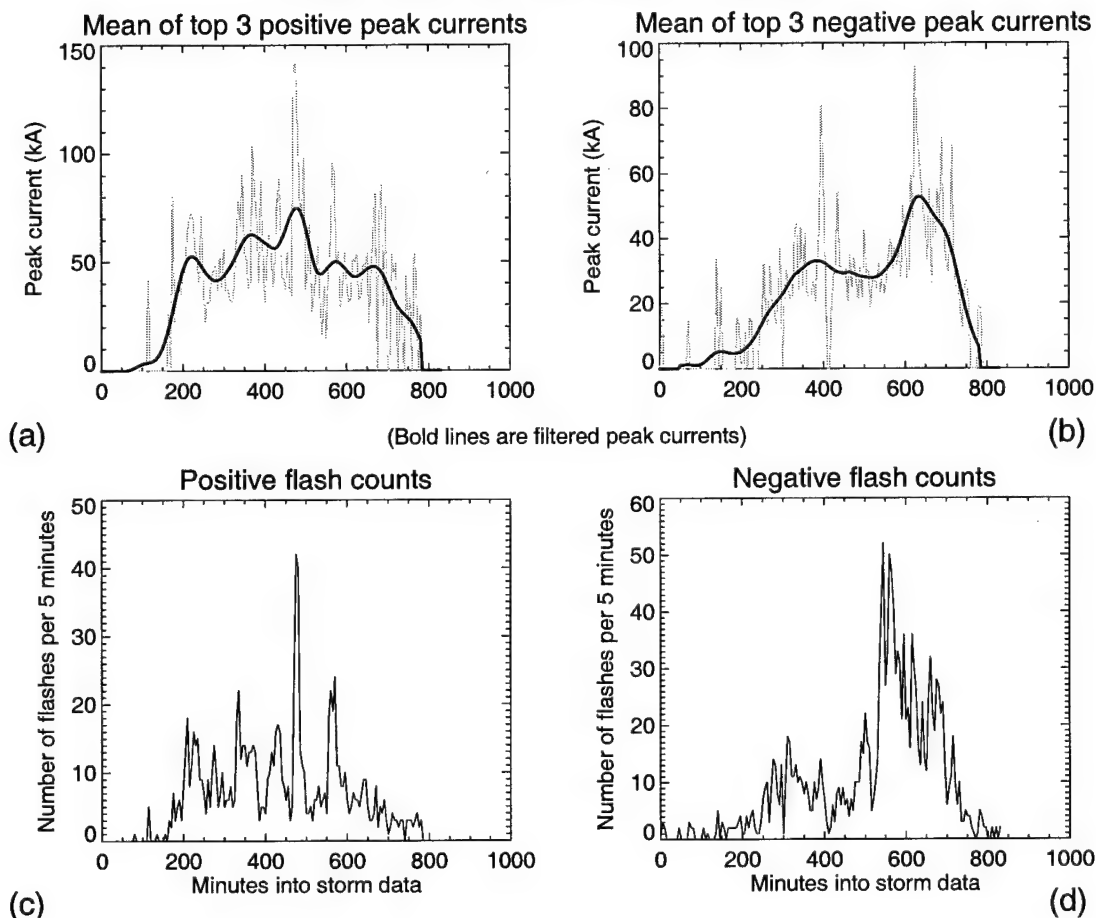 Mean of top 3 positive peak currents
150
100
50
0
Peak current (kA)
0 200 400 600 800 1000
(a)
Mean of top 3 negative peak currents
100
80
60
40
20
0
Peak current (kA)
0 200 400 600 800 1000
(b)
(Bold lines are filtered peak currents)
Positive flash counts
50
40
30
20
10
0
Number of flashes per 5 minutes
0 200 400 600 800 1000
Minutes into storm data
(c)
Negative flash counts
60
50
40
30
20
10
0
Number of flashes per 5 minutes
0 200 400 600 800 1000
Minutes into storm data
(d)